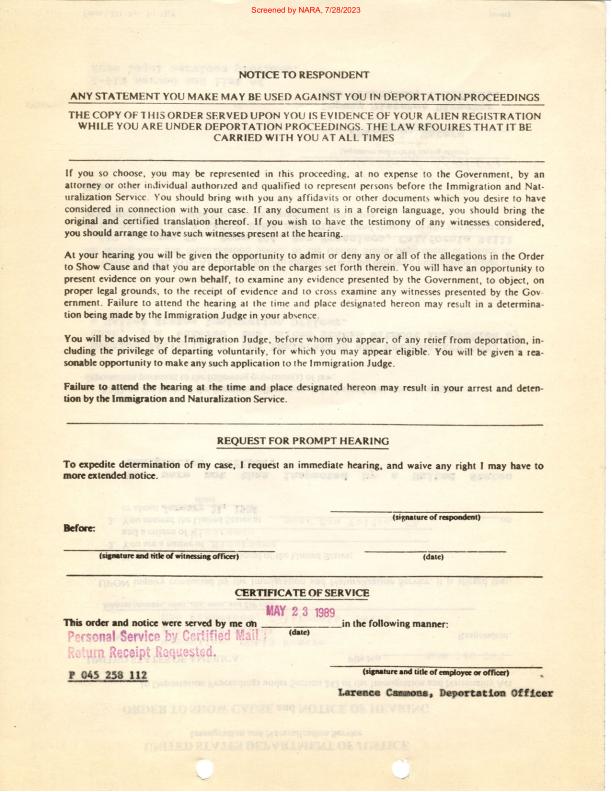 Screened by NARA, 7/28/2023
NOTICE TO RESPONDENT
ANY STATEMENT YOU MAKE MAY BE USED AGAINST YOU IN DEPORTATION PROCEEDINGS
THE COPY OF THIS ORDER SERVED UPON YOU IS EVIDENCE OF YOUR ALIEN REGISTRATION
WHILE YOU ARE UNDER DEPORTATION PROCEEDINGS. THE LAW RFOUIRES THAT IT BE
CARRIED WITH YOU AT ALL TIMES
If you so choose, you may be represented in this proceeding, at no expense to the Government, by an
attorney or other individual authorized and qualified to represent persons before the Immigration and Nat-
uralization Service. You should bring with you any affidavits or other documents which you desire to have
considered in connection with your case. If any document is in a foreign language, you should bring the
original and certified translation thereof. If you wish to have the testimony of any witnesses considered,
you should arrange to have such witnesses present at the hearing.
At your hearing you will be given the opportunity to admit or deny any or all of the allegations in the Order
to Show Cause and that you are deportable on the charges set forth therein. You will have an opportunity to
present evidence on your own behalf, to examine any evidence presented by the Government, to object, on
proper legal grounds, to the receipt of evidence and to cross examine any witnesses presented by the Gov-
ernment. Failure to attend the hearing at the time and place designated hereon may result in a determina-
tion being made by the Immigration Judge in your absence.
You will be advised by the Immigration Judge, before whom you appear, of any relief from deportation, in-
cluding the privilege of departing voluntarily, for which you may appear eligible. You will be given a rea-
sonable opportunity to make any such application to the Immigration Judge.
Failure to attend the hearing at the time and place designated hereon may result in your arrest and deten-
tion by the Immigration and Naturalization Service.
REQUEST FOR PROMPT HEARING
To expedite determination of my case, I request an immediate hearing, and waive any right I may have to
more extended notice.
(signature of respondent)
Before:
(signature and title of witnessing officer) (date)
CERTIFICATE OF SERVICE
MAY 23 1989
This order and notice were served by me on in the following manner:
(date)
Personal Service by Certified Mail
Return Receipt Requested.
P 045 258 112
(signature and title of employee or officer)
Larence Cammons, Deportation Officer